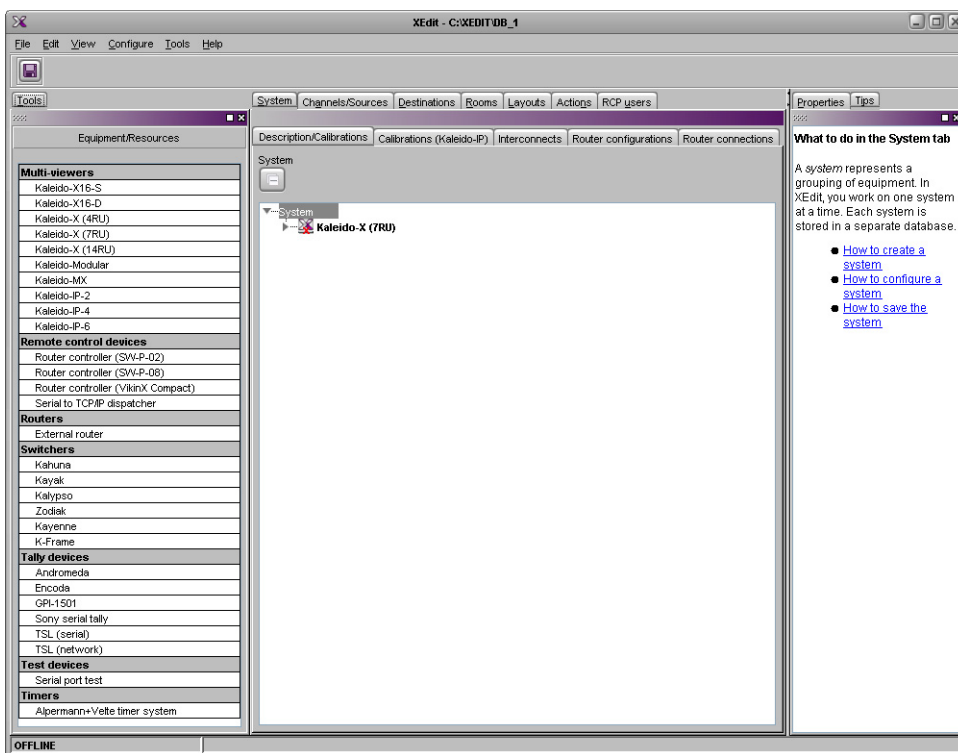 XEdit - C:\XEDIT\DB_1
File Edit View Configure Tools Help
Tools
Equipment/Resources
Multi-viewers
Kaleido-X16-S
Kaleido-X16-D
Kaleido-X (4RU)
Kaleido-X (7RU)
Kaleido-X (14RU)
Kaleido-Modular
Kaleido-MX
Kaleido-IP-2
Kaleido-IP-4
Kaleido-IP-6
Remote control devices
Router controller (SW-P-02)
Router controller (SW-P-08)
Router controller (VikinX Compact)
Serial to TCP/IP dispatcher
Routers
External router
Switchers
Kahuna
Kayak
Kalypso
Zodiak
Kayenne
K-Frame
Tally devices
Andromeda
Encoda
GPI-1501
Sony serial tally
TSL (serial)
TSL (network)
Test devices
Serial port test
Timers
Alpermann+Velte timer system
System Channels/Sources Destinations Rooms Layouts Actions RCP users
Description/Calibrations Calibrations (Kaleido-IP) Interconnects Router configurations Router connections
System
System
Kaleido-X (7RU)
Properties Tips
What to do in the System tab
A system represents a
grouping of equipment. In
XEdit, you work on one system
at a time. Each system is
stored in a separate database.
How to create a
system
How to configure a
system
How to save the
system
OFFLINE